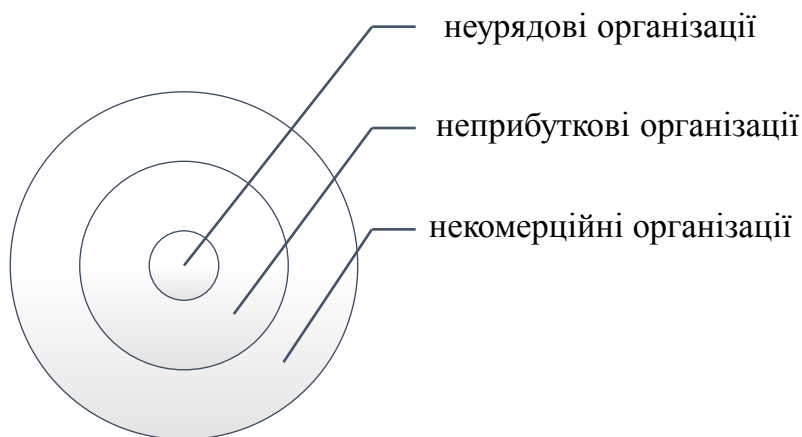 неурядові організації
неприбуткові організації
некомерційні організації